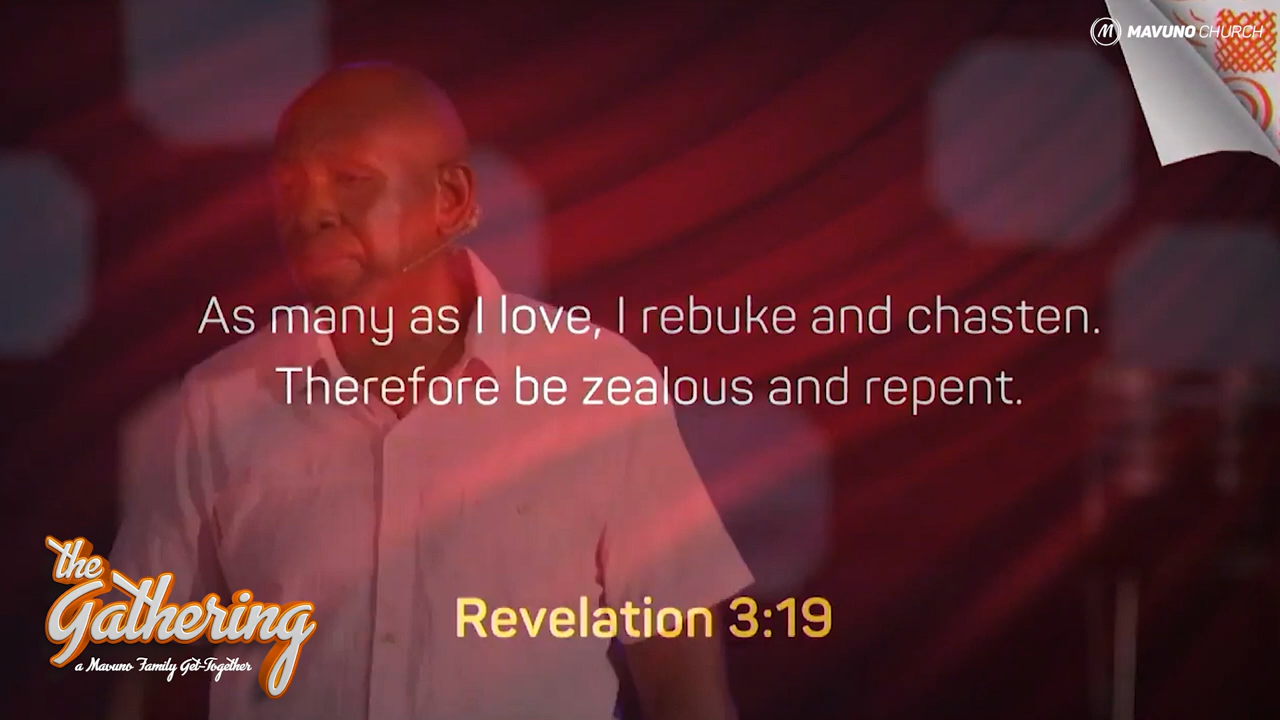 M MAVUNO CHURCH
As many as I love, I rebuke and chasten.
Therefore be zealous and repent.
Revelation 3:19
the
Gathering
a Mavuno Family Get-Together